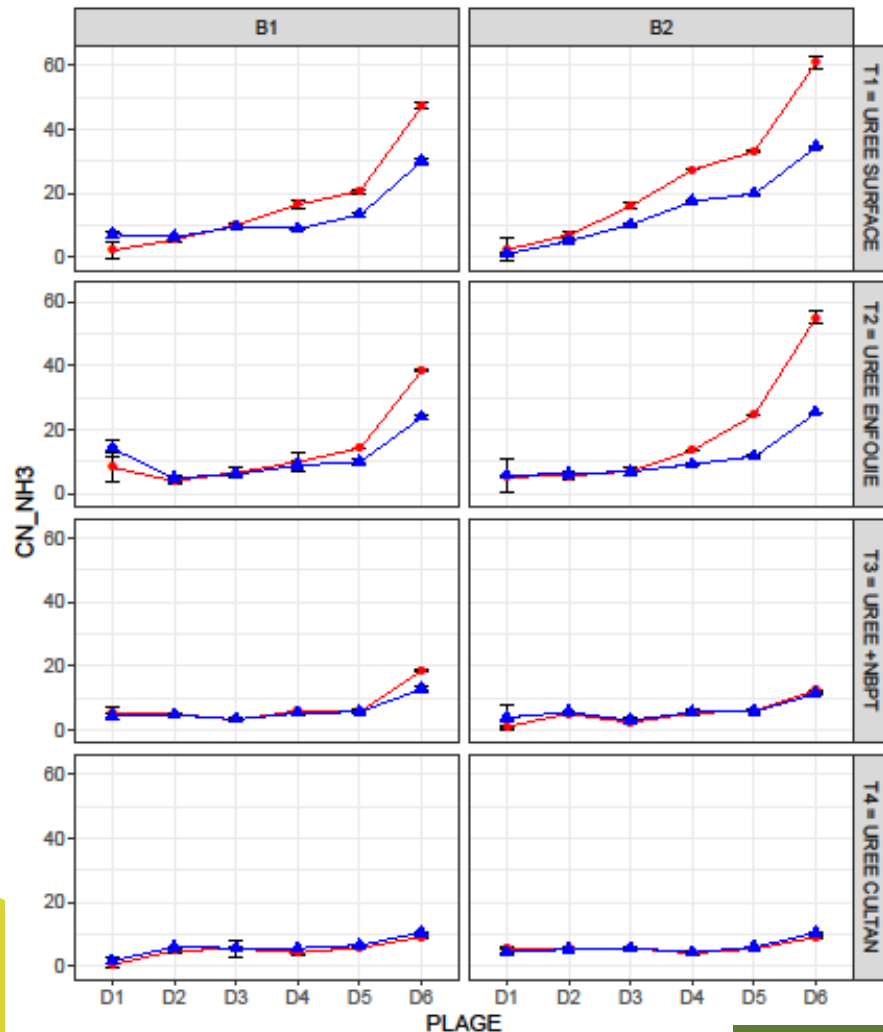 B1
B2
60
40
20
0
T1 = UREE SURFACE
60
40
20
0
T2 = UREE ENFOUIE
CN_NH3
60
40
20
0
T3 = UREE +NBPT
60
40
20
0
T4 = UREE CULTAN
D1 D2 D3 D4 D5 D6 D1 D2 D3 D4 D5 D6
PLAGE